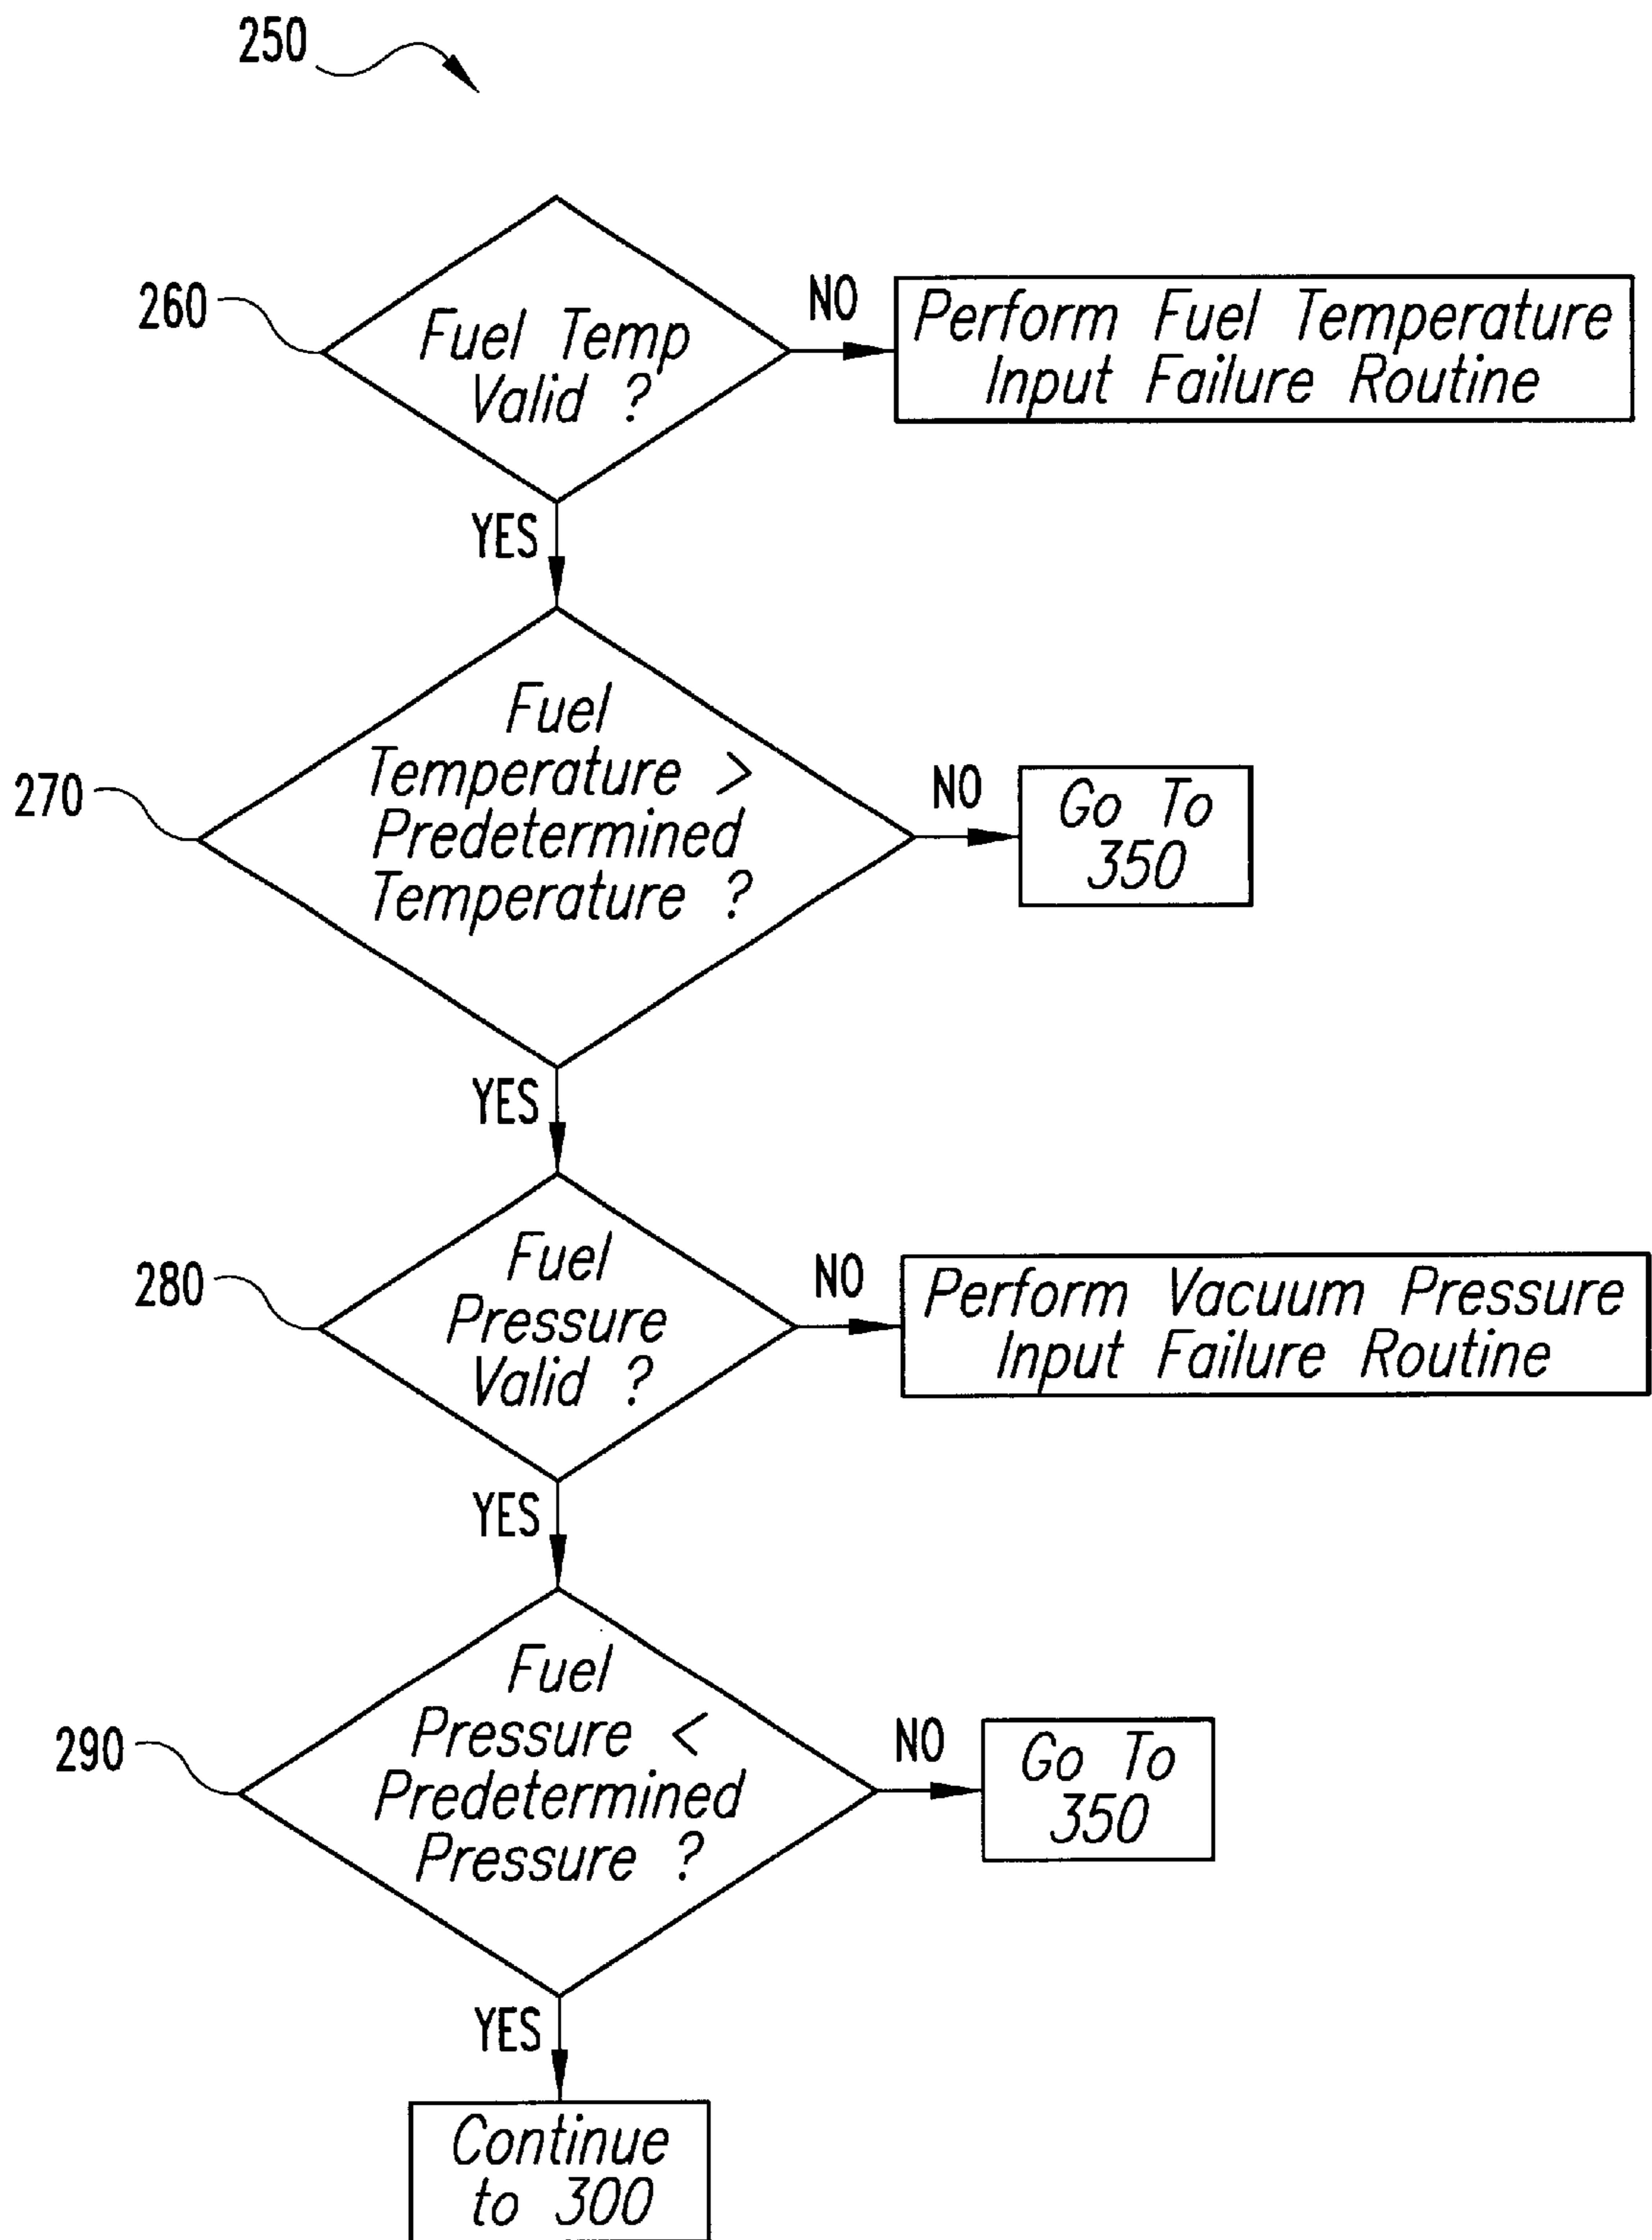 250
260
Fuel Temp
Valid ?
NO
Perform Fuel Temperature
Input Failure Routine
YES
270
Fuel
Temperature >
Predetermined
Temperature ?
NO
Go To
350
YES
280
Fuel
Pressure
Valid ?
NO
Perform Vacuum Pressure
Input Failure Routine
YES
290
Fuel
Pressure <
Predetermined
Pressure ?
NO
Go To
350
YES
Continue
to 300